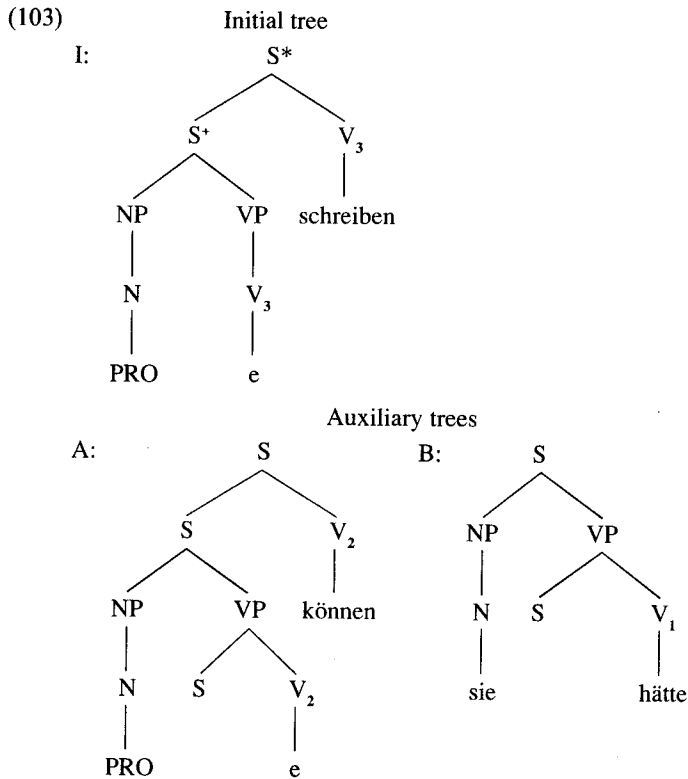 (103) Initial tree
I: S*
S+ V3
NP VP schreiben
N V3
PRO e
Auxiliary trees
A: S B: S
S V2 NP VP
NP VP können N S V1
N S V2 sie hätte
PRO e